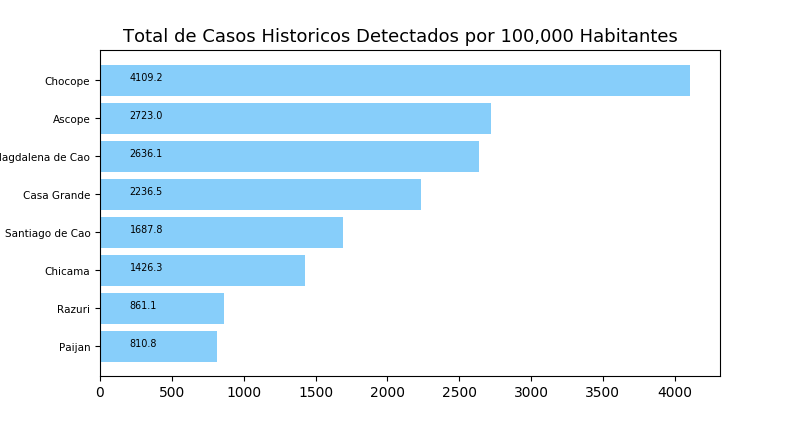 Total de Casos Historicos Detectados por 100,000 Habitantes
Chocope 4109.2
Ascope 2723.0
de Cao 2636.1
Casa Grande 2236.5
Santiago de Cao 1687.8
Chicama 1426.3
Razuri 861.1
Paijan 810.8
0 500 1000 1500 2000 2500 3000 3500 4000